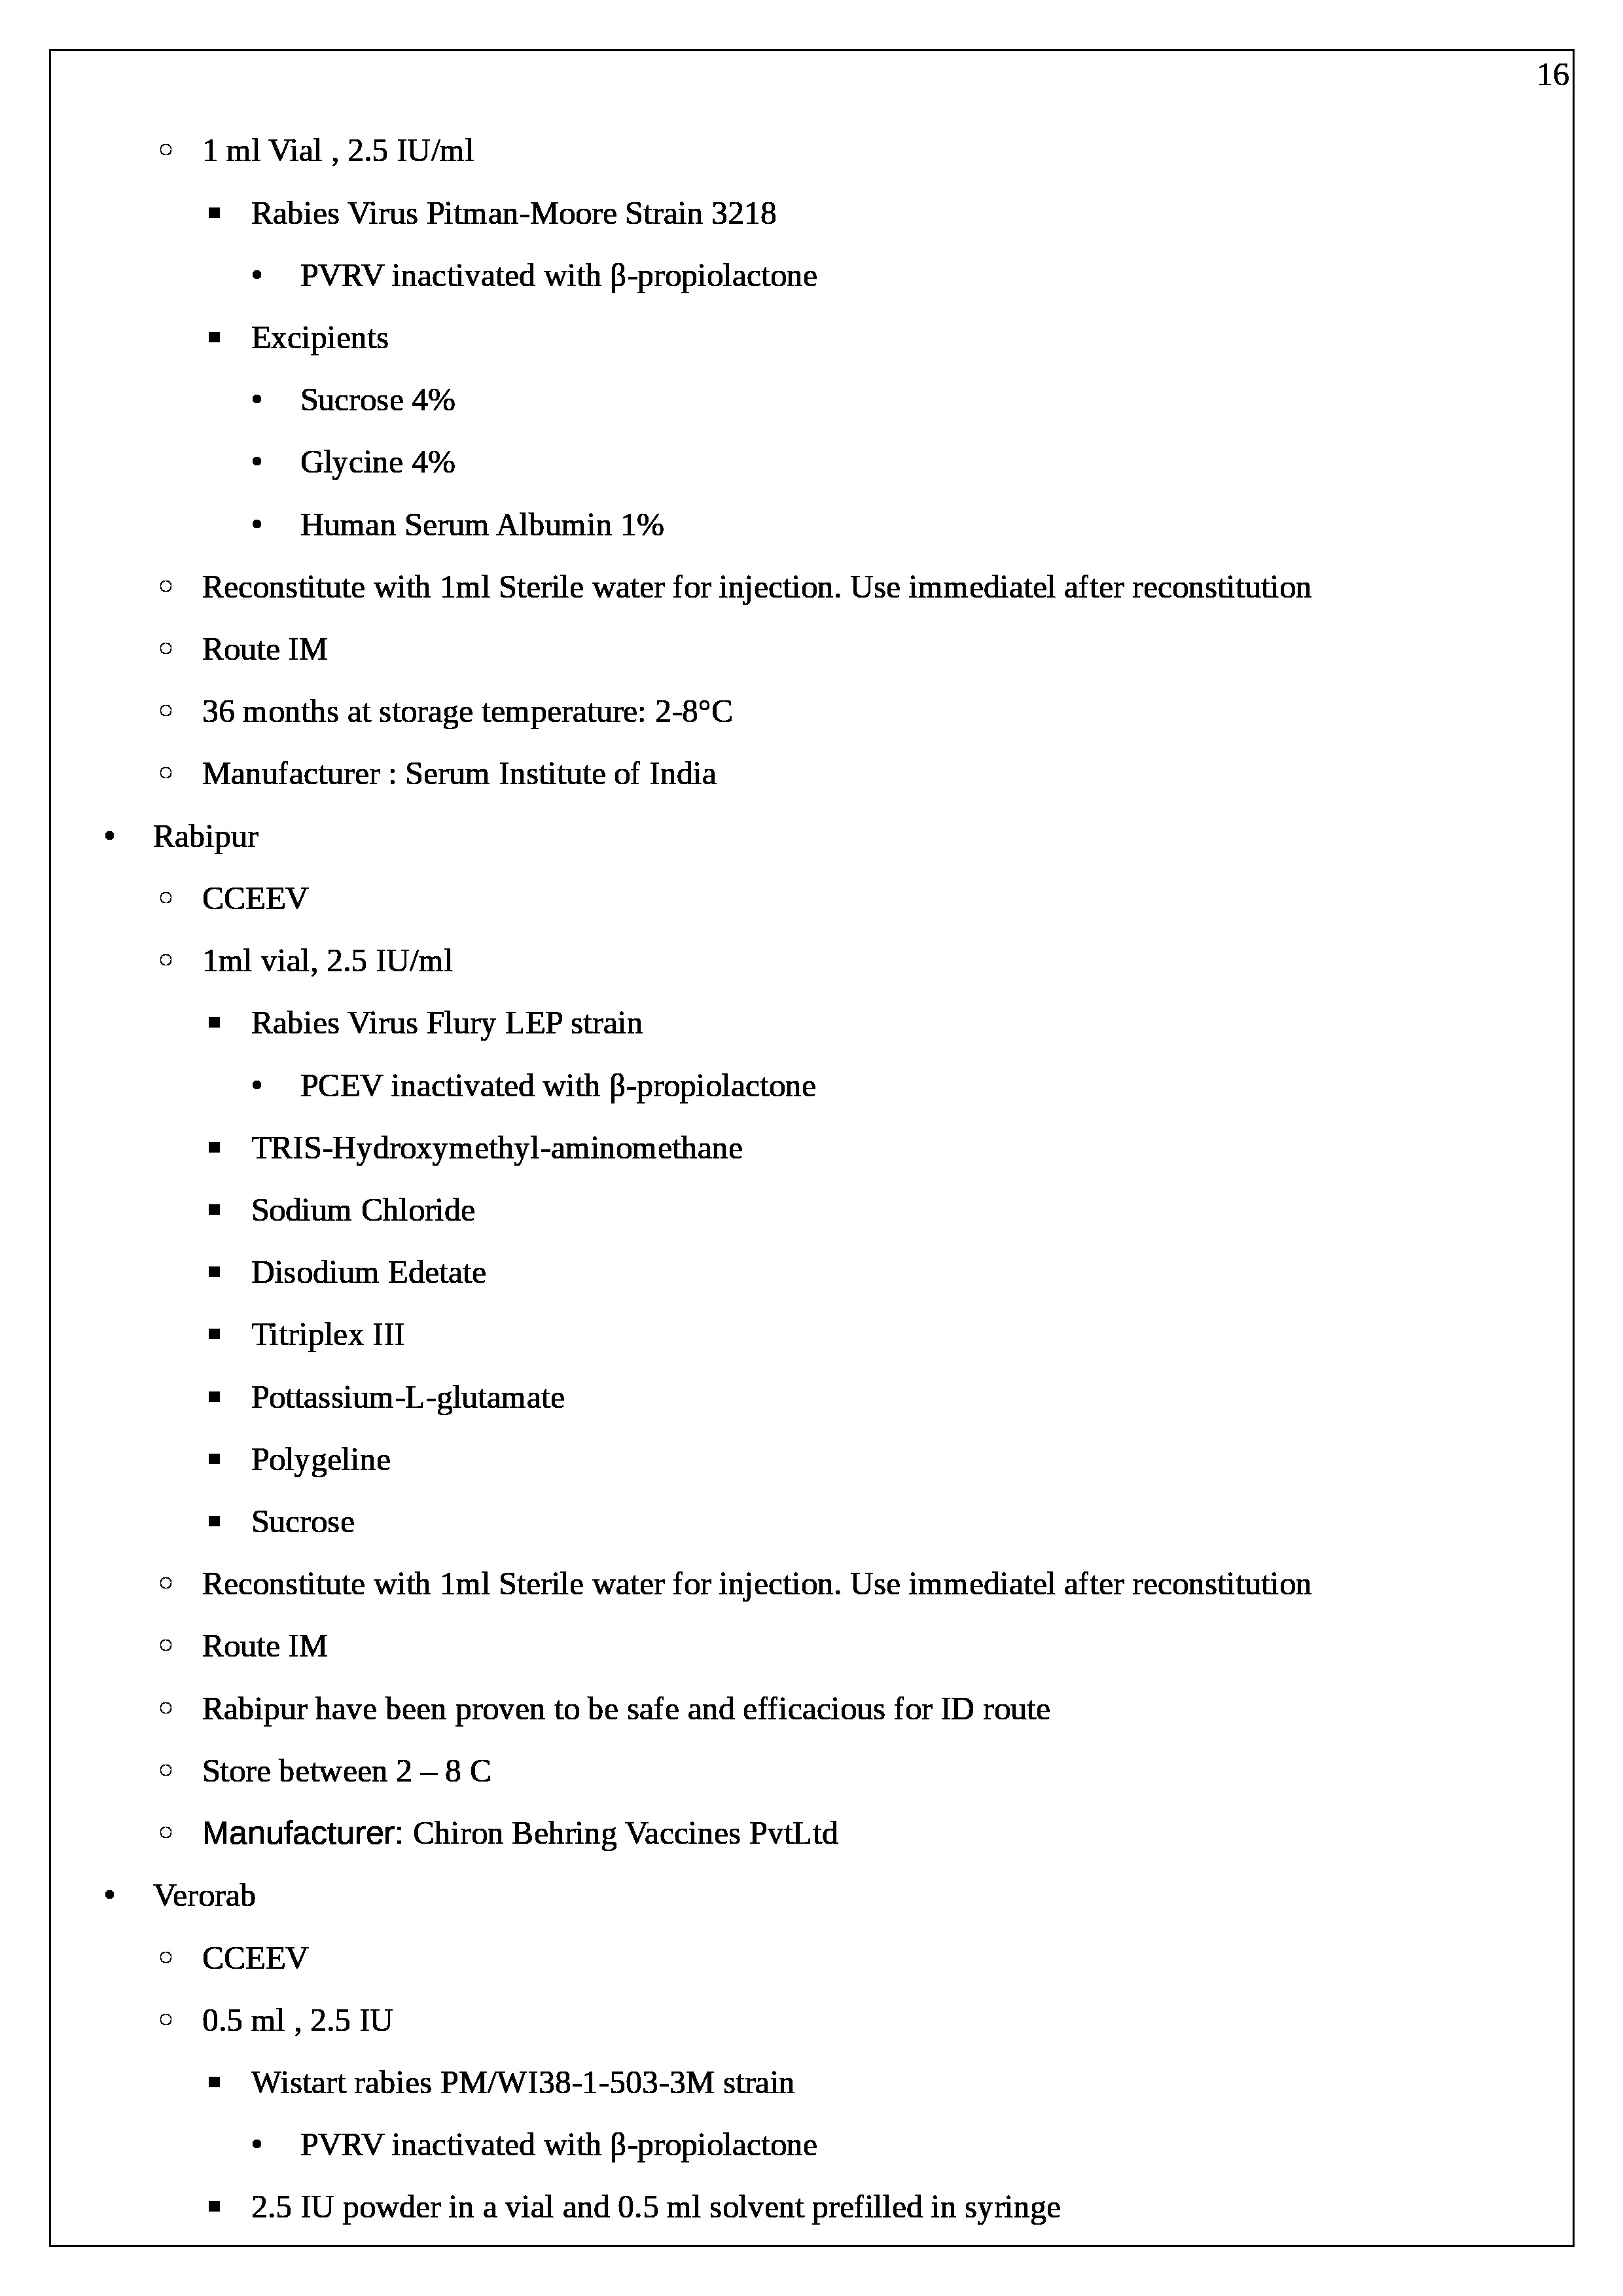 16
○ 1 ml Vial , 2.5 IU/ml
■ Rabies Virus Pitman-Moore Strain 3218
• PVRV inactivated with β-propiolactone
■ Excipients
• Sucrose 4%
• Glycine 4%
• Human Serum Albumin 1%
○ Reconstitute with 1ml Sterile water for injection. Use immediatel after reconstitution
○ Route IM
○ 36 months at storage temperature: 2-8°C
○ Manufacturer : Serum Institute of India
• Rabipur
○ CCEEV
○ 1ml vial, 2.5 IU/ml
■ Rabies Virus Flury LEP strain
• PCEV inactivated with β-propiolactone
■ TRIS-Hydroxymethyl-aminomethane
■ Sodium Chloride
■ Disodium Edetate
■ Titriplex III
■ Pottassium-L-glutamate
■ Polygeline
■ Sucrose
○ Reconstitute with 1ml Sterile water for injection. Use immediatel after reconstitution
○ Route IM
○ Rabipur have been proven to be safe and efficacious for ID route
○ Store between 2 – 8 C
○ Manufacturer: Chiron Behring Vaccines PvtLtd
• Verorab
○ CCEEV
○ 0.5 ml , 2.5 IU
■ Wistart rabies PM/WI38-1-503-3M strain
• PVRV inactivated with β-propiolactone
■ 2.5 IU powder in a vial and 0.5 ml solvent prefilled in syringe